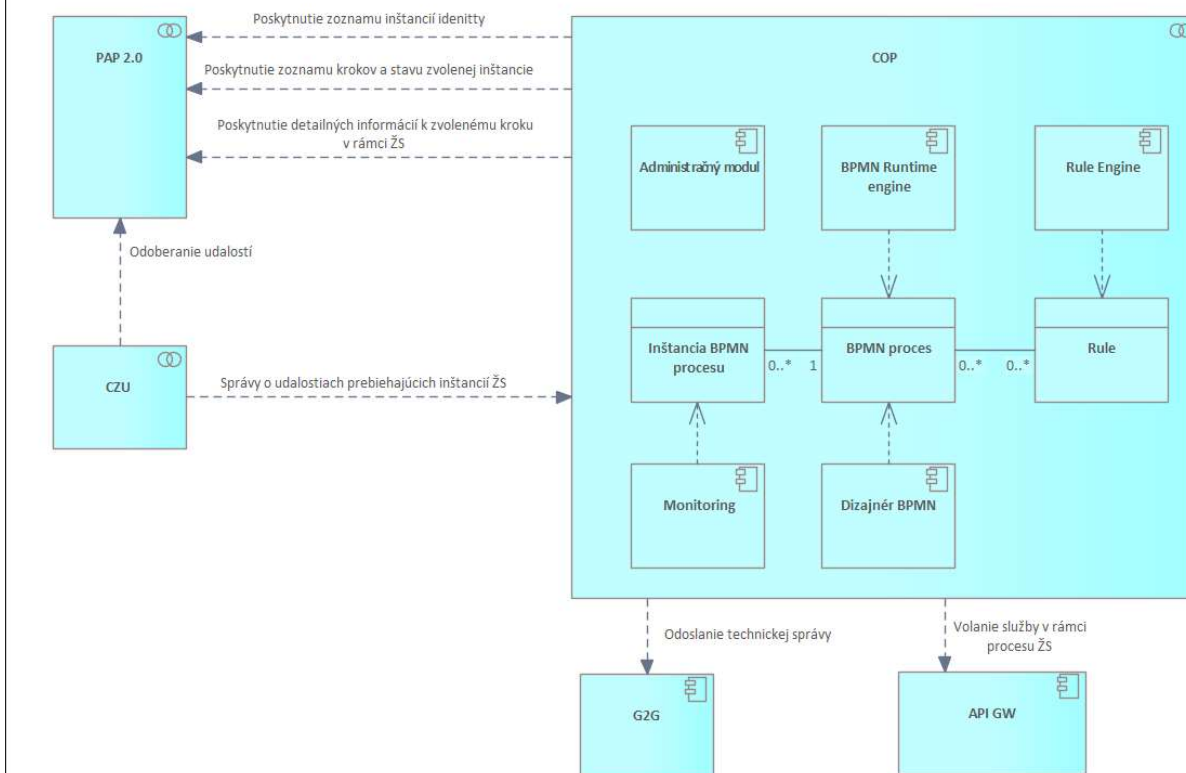 Poskytnutie zoznamu inštancií idenitty
PAP 2.0
COP
Poskytnutie zoznamu krokov a stavu zvolenej inštancie
Poskytnutie detailných informácií k zvolenému kroku
v rámci ŽS
Administračný modul
BPMN Runtime
engine
Rule Engine
Odoberanie udalostí
Inštancia BPMN
procesu
0..*
1
BPMN proces
0..*
0..*
Rule
CZU
Správy o udalostiach prebiehajúcich inštancií ŽS
Monitoring
Dizajnér BPMN
Odoslanie technickej správy
Volanie služby v rámci
procesu ŽS
G2G
API GW